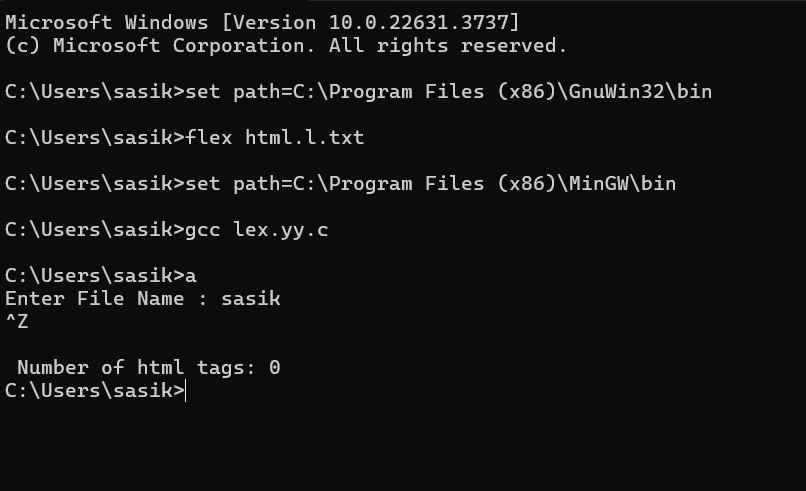 Microsoft Windows [Version 10.0.22631.3737]
(c) Microsoft Corporation. All rights reserved.
C:\Users\sasik>set path=C:\Program Files (x86)\GnuWin32\bin
C:\Users\sasik>flex html.l.txt
C:\Users\sasik>set path=C:\Program Files (x86)\MinGW\bin
C:\Users\sasik>gcc lex.yy.c
C:\Users\sasik>a
Enter File Name : sasik
^Z
 Number of html tags: 0
C:\Users\sasik>